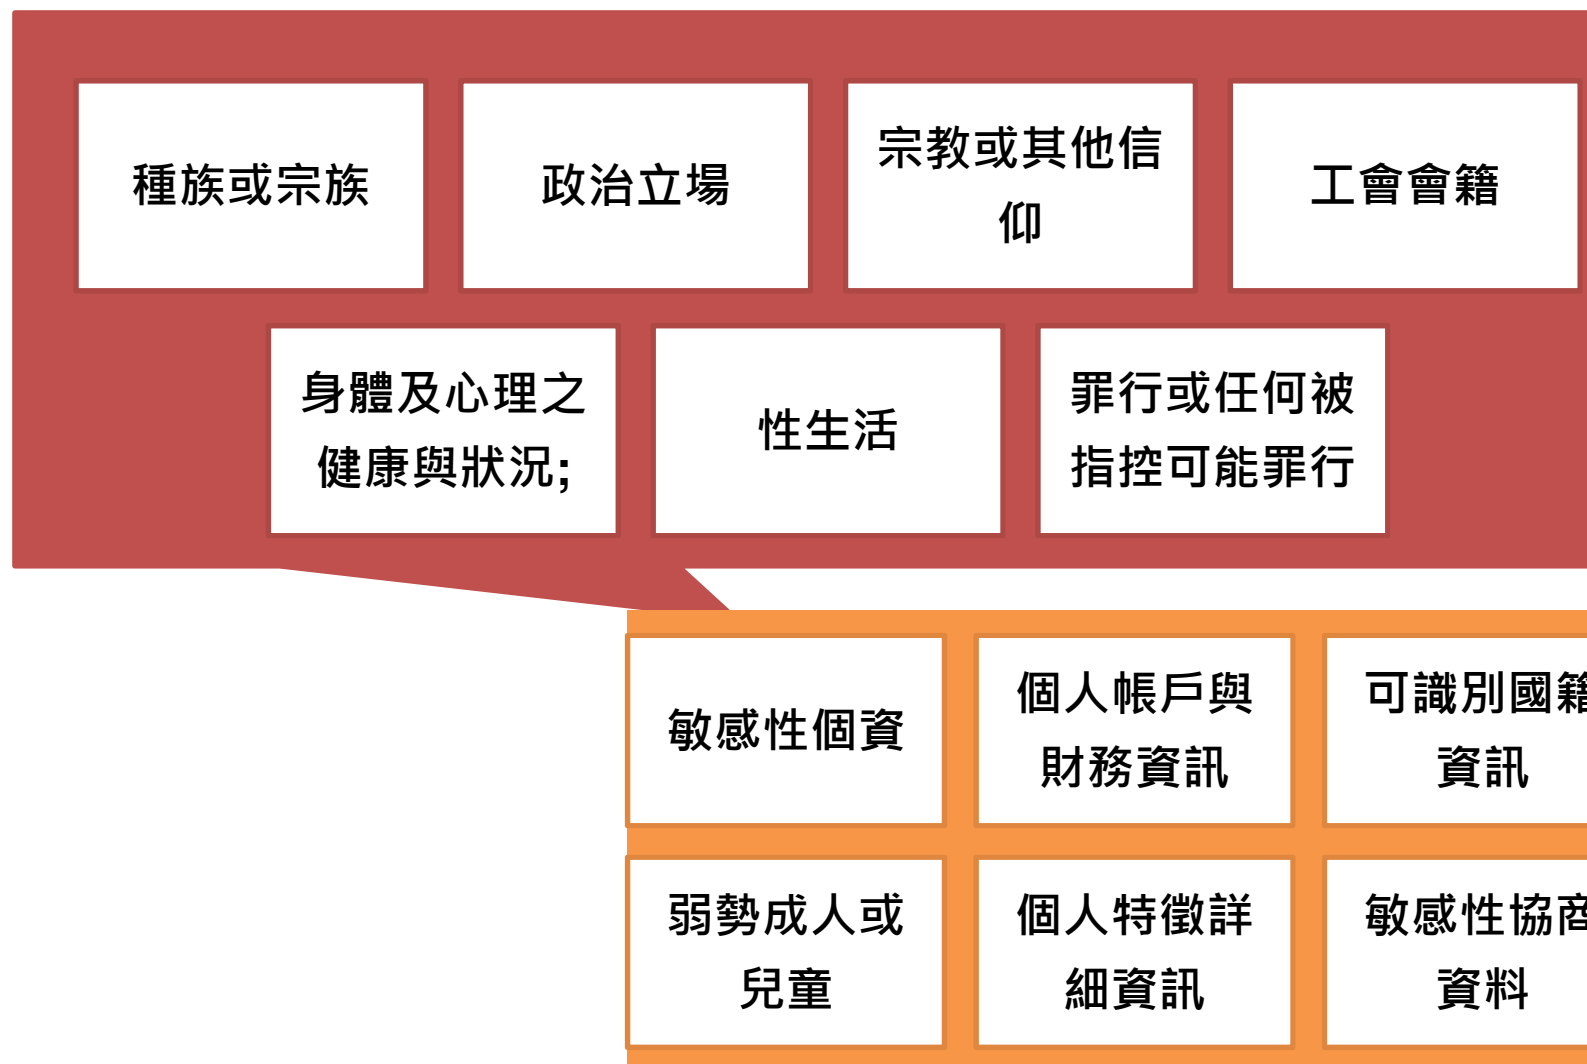 種族或宗族
政治立場
宗教或其他信
仰
工會會籍
身體及心理之
健康與狀況;
性生活
罪行或任何被
指控可能罪行
敏感性個資
個人帳戶與
財務資訊
可識別國籍
資訊
弱勢成人或
兒童
個人特徵詳
細資訊
敏感性協商
資料